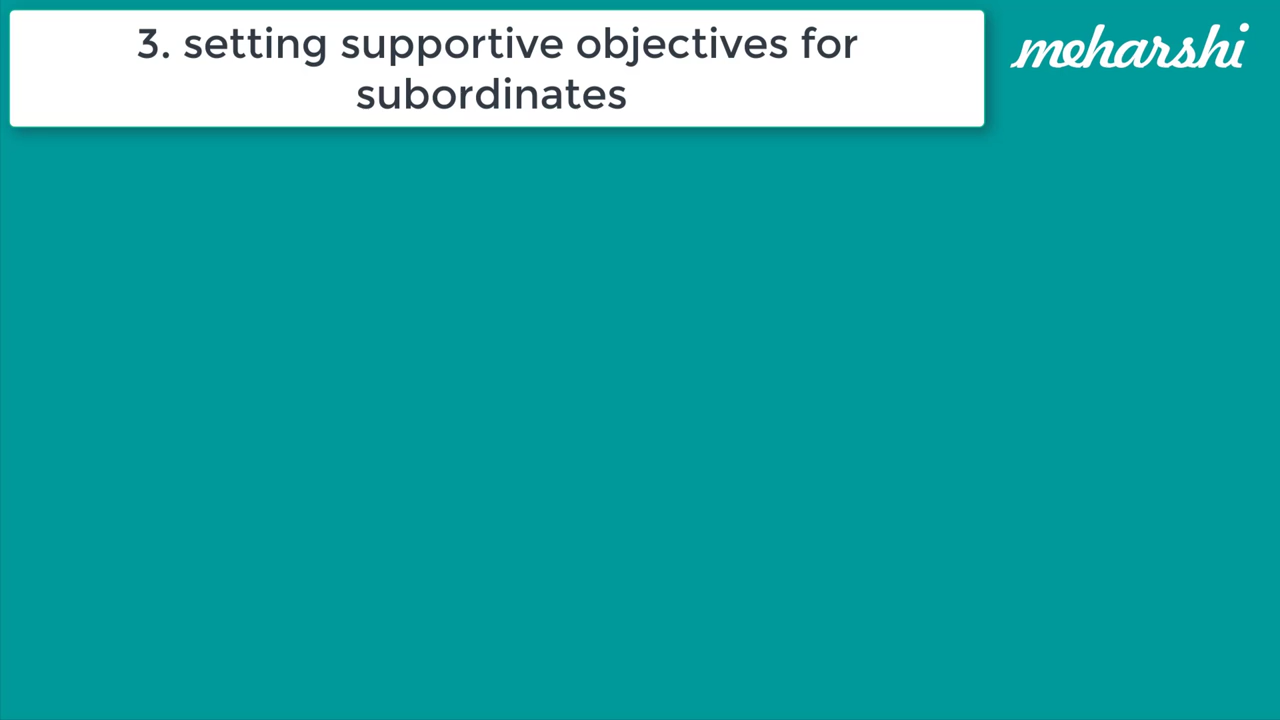 3. setting supportive objectives for
subordinates
meharshi